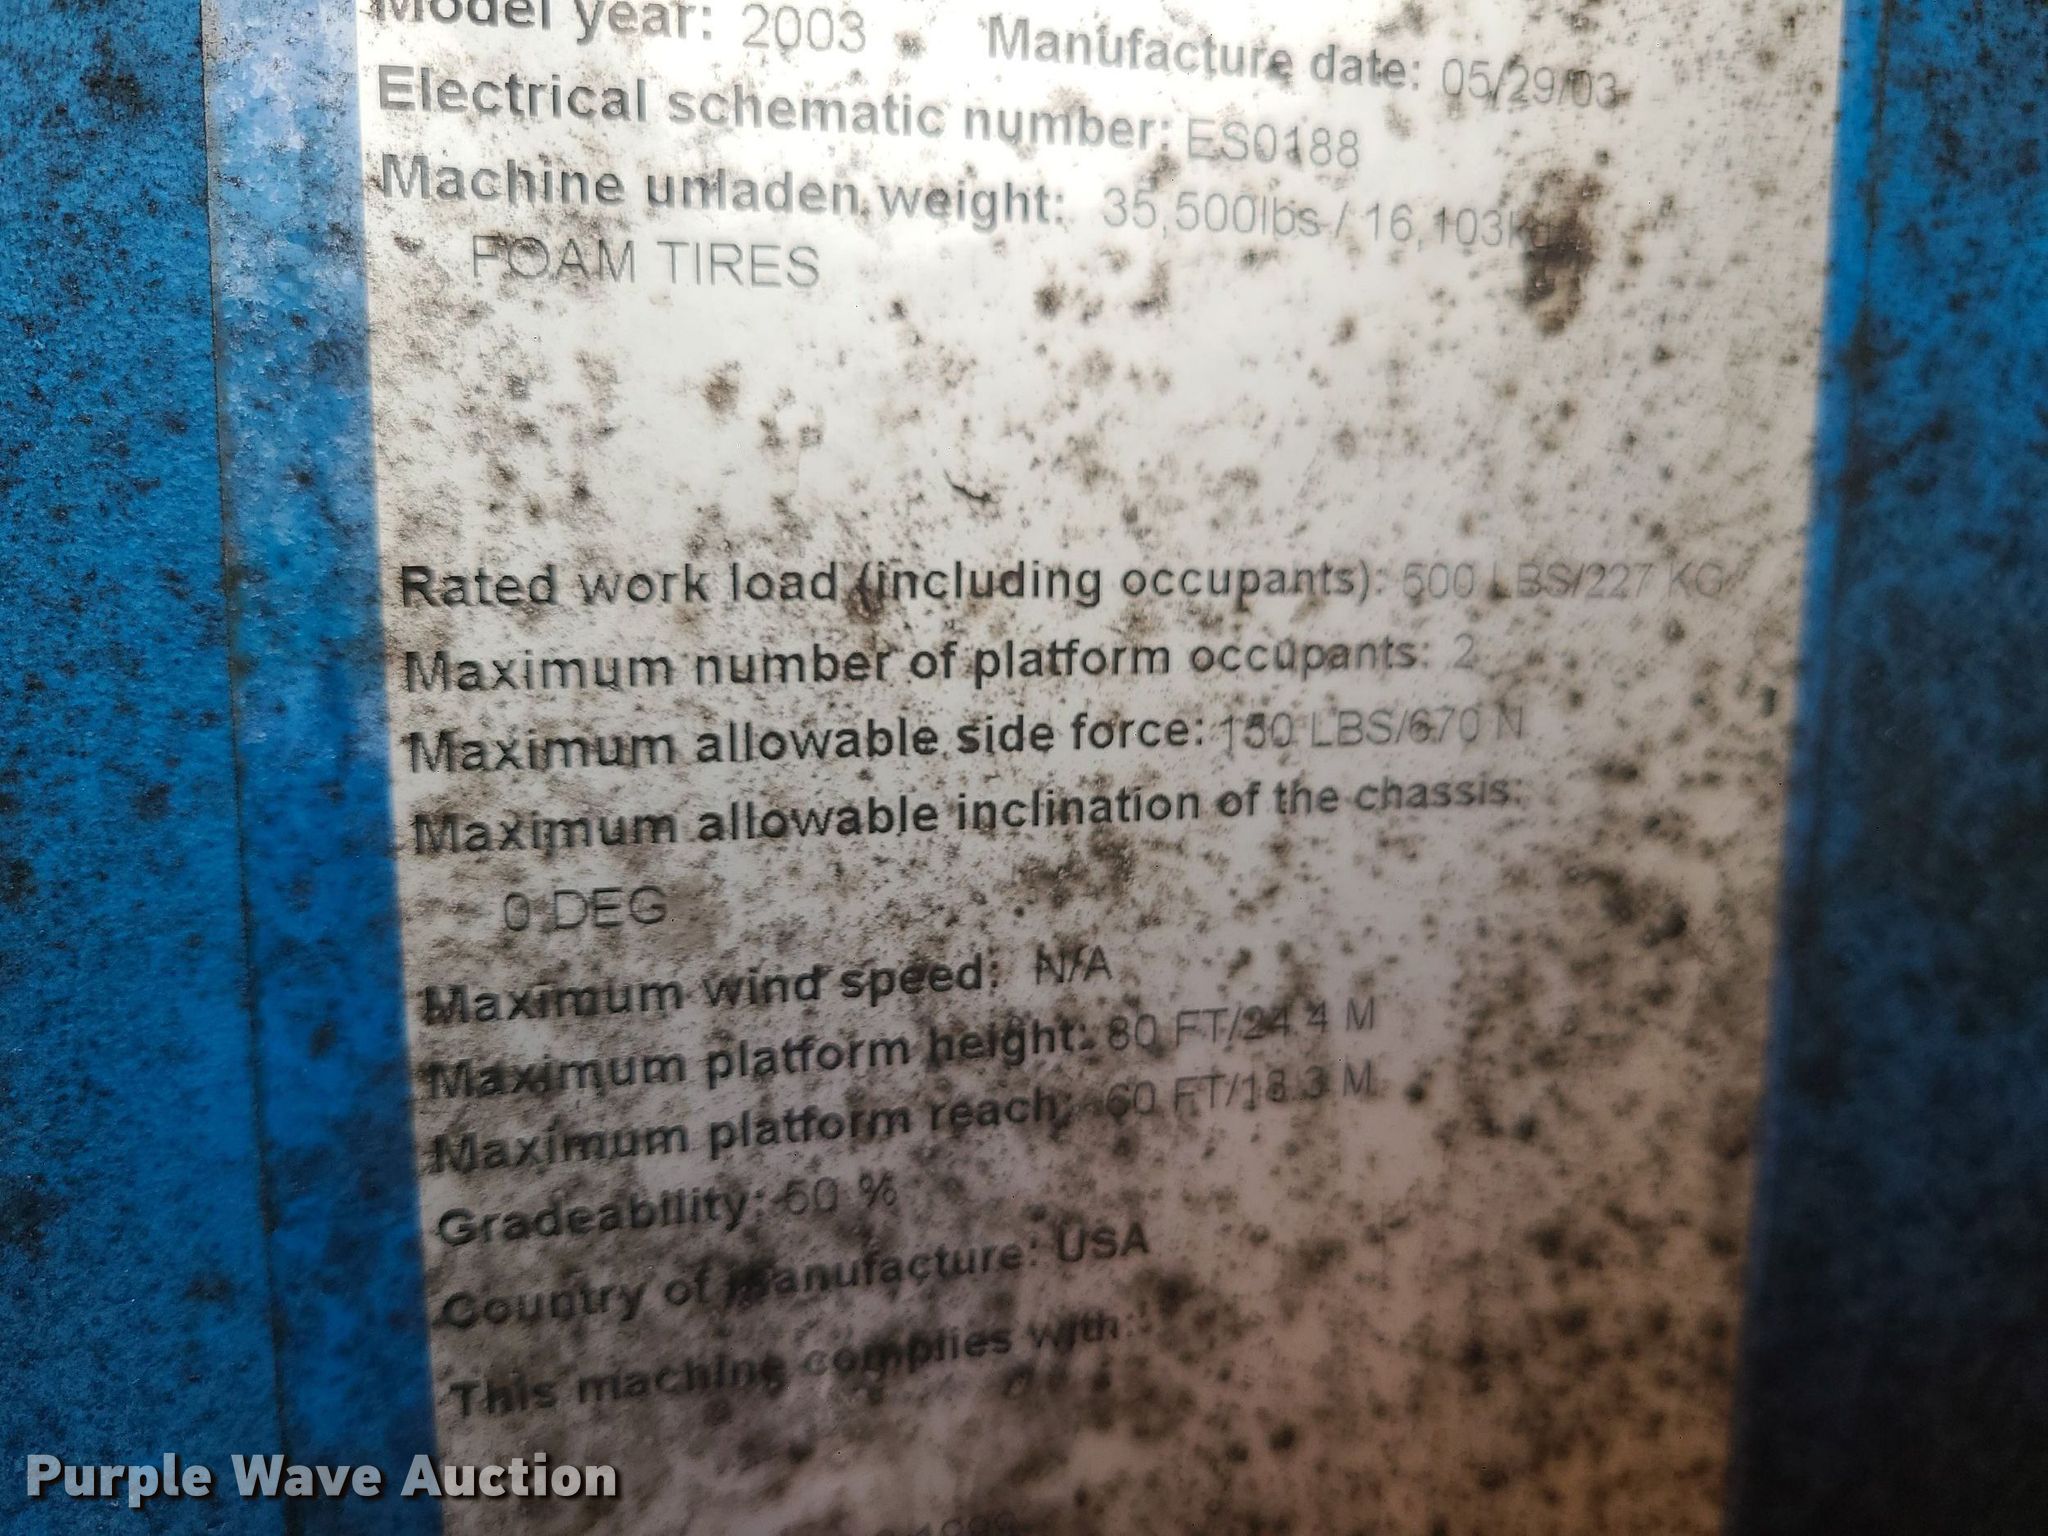 Model year: 2003 Manufacture date: 05/29/03
Electrical schematic number: ES0188
Machine unladen weight: 35,500lbs / 16,103kg
FOAM TIRES
Rated work load (including occupants): 500 LBS/227 KG
Maximum number of platform occupants: 2
Maximum allowable side force: 150 LBS/670 N
Maximum allowable inclination of the chassis:
0 DEG
Maximum wind speed: N/A
Maximum platform height: 80 FT/24.4 M
Maximum platform reach: 60 FT/18.3 M
Gradeability: 50 %
Country of manufacture: USA
This machine complies with:
Purple Wave Auction